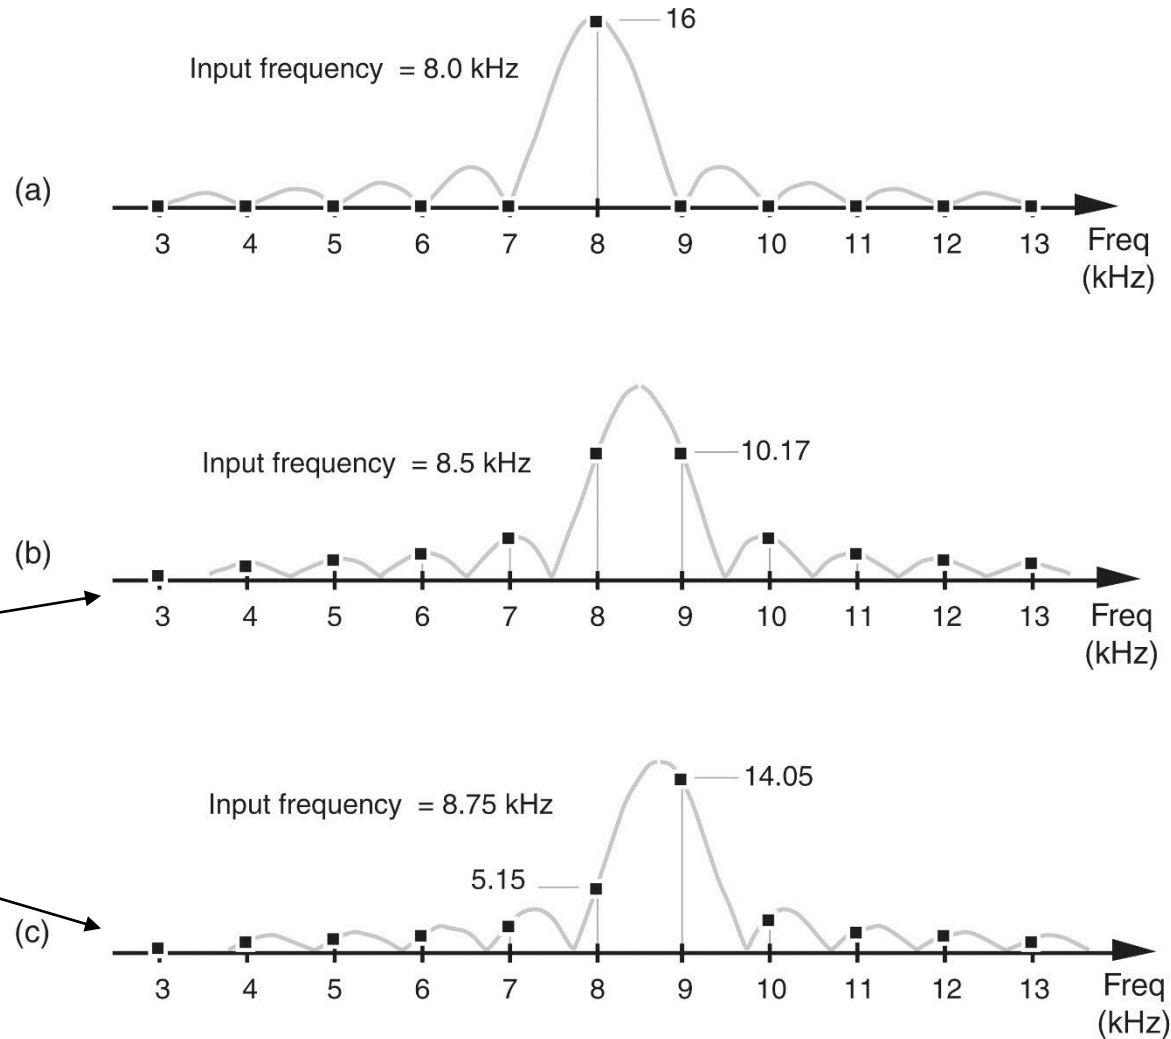 16
Input frequency = 8.0 kHz
(a)
3 4 5 6 7 8 9 10 11 12 13 Freq
(kHz)
Input frequency = 8.5 kHz
10.17
(b)
3 4 5 6 7 8 9 10 11 12 13 Freq
(kHz)
Input frequency = 8.75 kHz
14.05
5.15
(c)
3 4 5 6 7 8 9 10 11 12 13 Freq
(kHz)